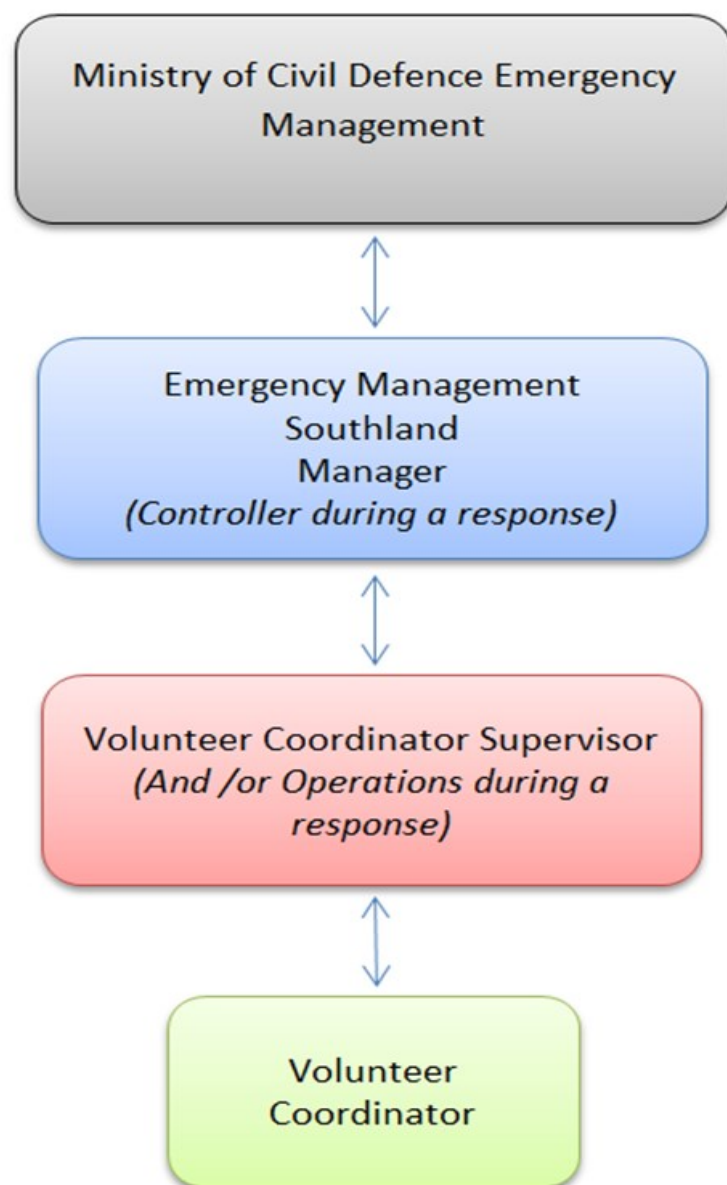 Ministry of Civil Defence Emergency
Management
Emergency Management
Southland
Manager
(Controller during a response)
Volunteer Coordinator Supervisor
(And /or Operations during a
response)
Volunteer
Coordinator